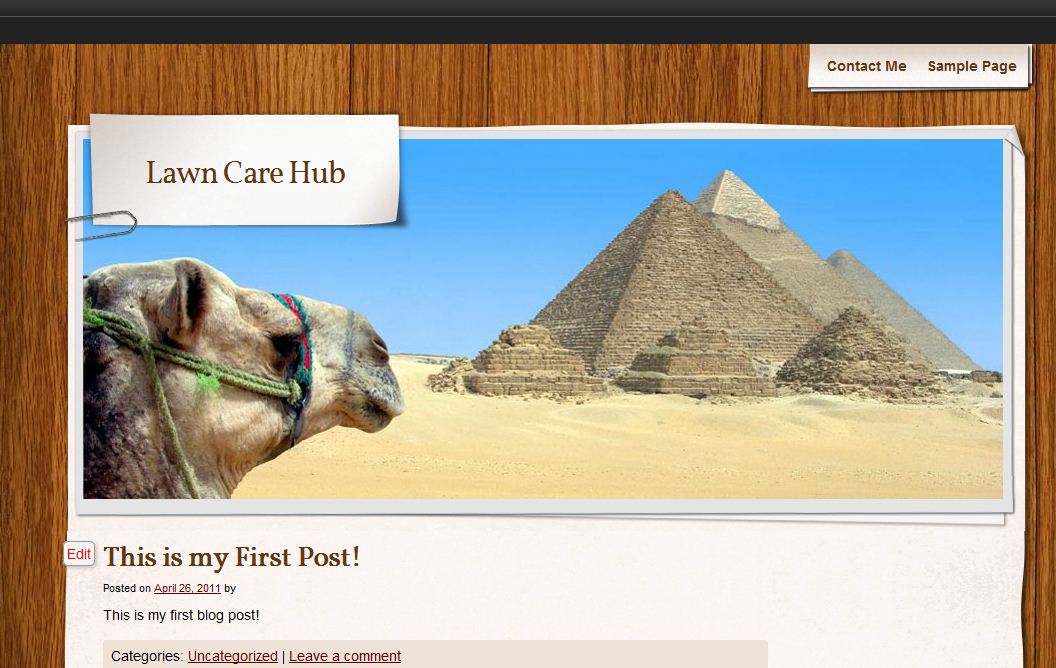 Contact Me Sample Page
Lawn Care Hub
Edit
This is my First Post!
Posted on April 26, 2011 by
This is my first blog post!
Categories: Uncategorized | Leave a comment